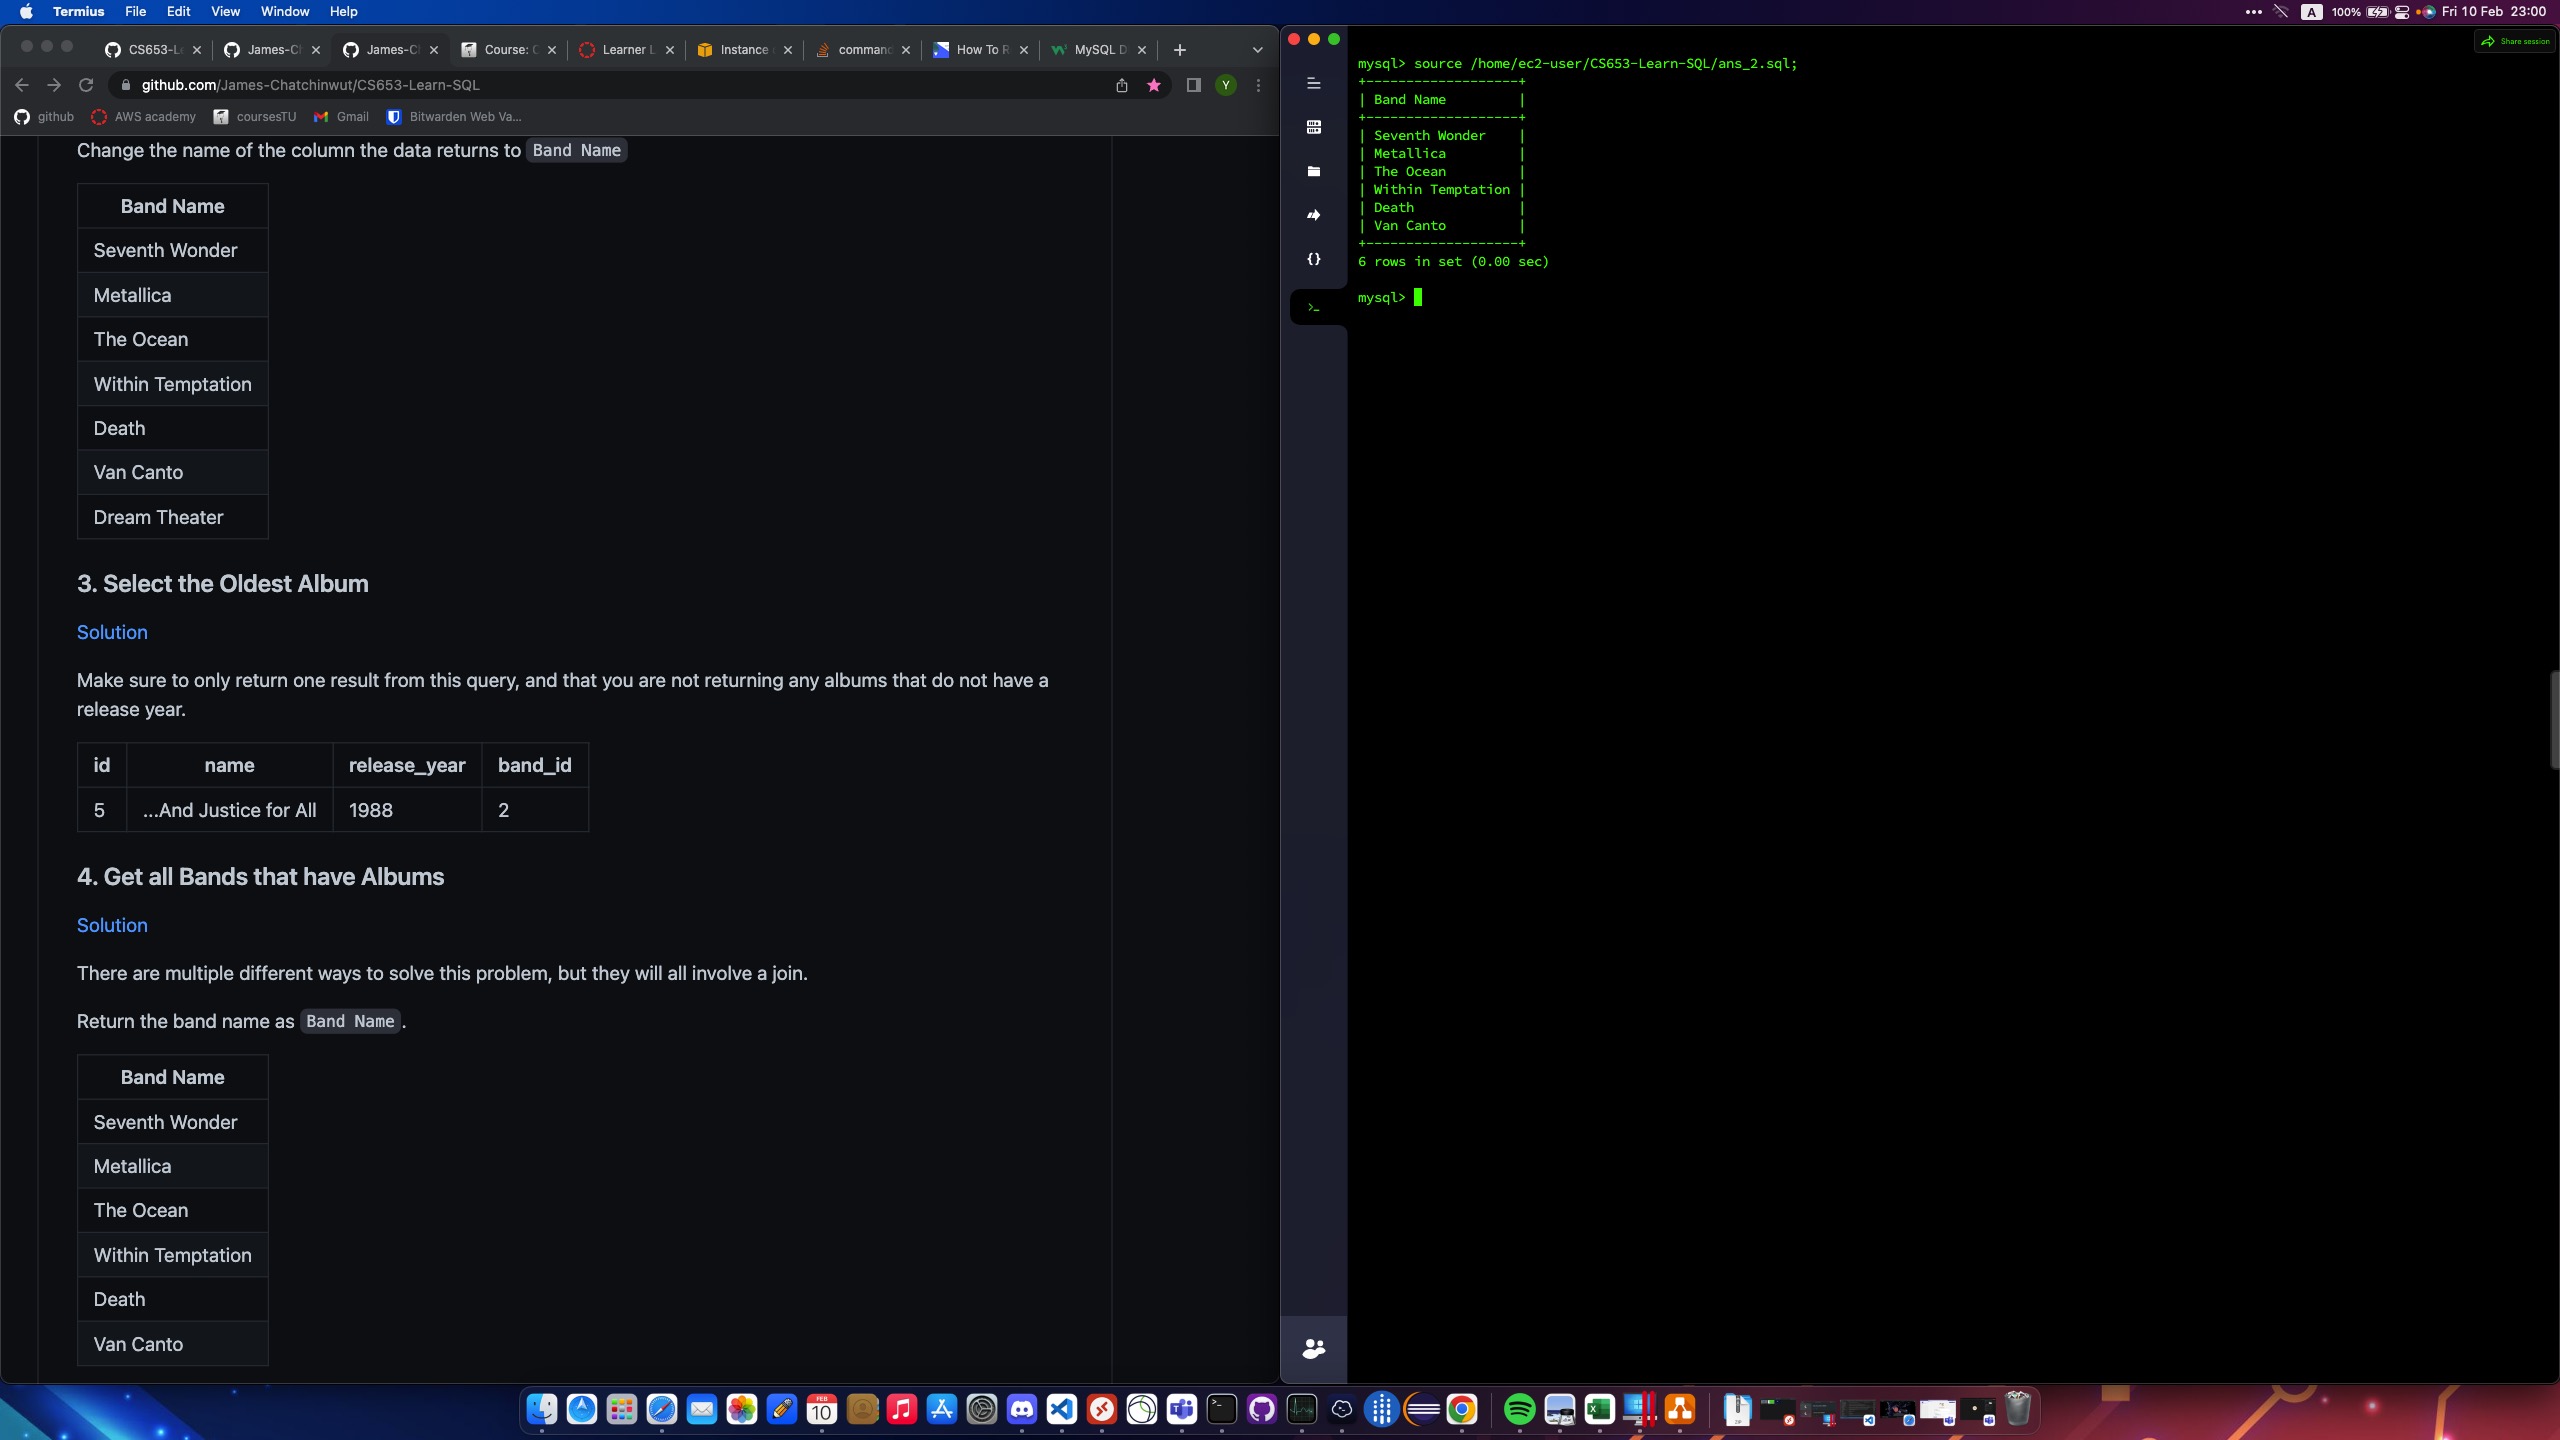 Termius File Edit View Window Help
100% Fri 10 Feb 23:00
CS653-L James-C James-C Course: C Learner L Instance comman How To R MySQL D
github.com/James-Chatchinwut/CS653-Learn-SQL
Y
github AWS academy coursesTU Gmail Bitwarden Web Va...
Change the name of the column the data returns to Band Name
Band Name
Seventh Wonder
Metallica
The Ocean
Within Temptation
Death
Van Canto
Dream Theater
3. Select the Oldest Album
Solution
Make sure to only return one result from this query, and that you are not returning any albums that do not have a
release year.
id name release_year band_id
5 ...And Justice for All 1988 2
4. Get all Bands that have Albums
Solution
There are multiple different ways to solve this problem, but they will all involve a join.
Return the band name as Band Name.
Band Name
Seventh Wonder
Metallica
The Ocean
Within Temptation
Death
Van Canto
Share session
mysql> source /home/ec2-user/CS653-Learn-SQL/ans_2.sql;
+-------------------+
| Band Name         |
+-------------------+
| Seventh Wonder    |
| Metallica         |
| The Ocean         |
| Within Temptation |
| Death             |
| Van Canto         |
+-------------------+
6 rows in set (0.00 sec)
mysql>
FEB
10